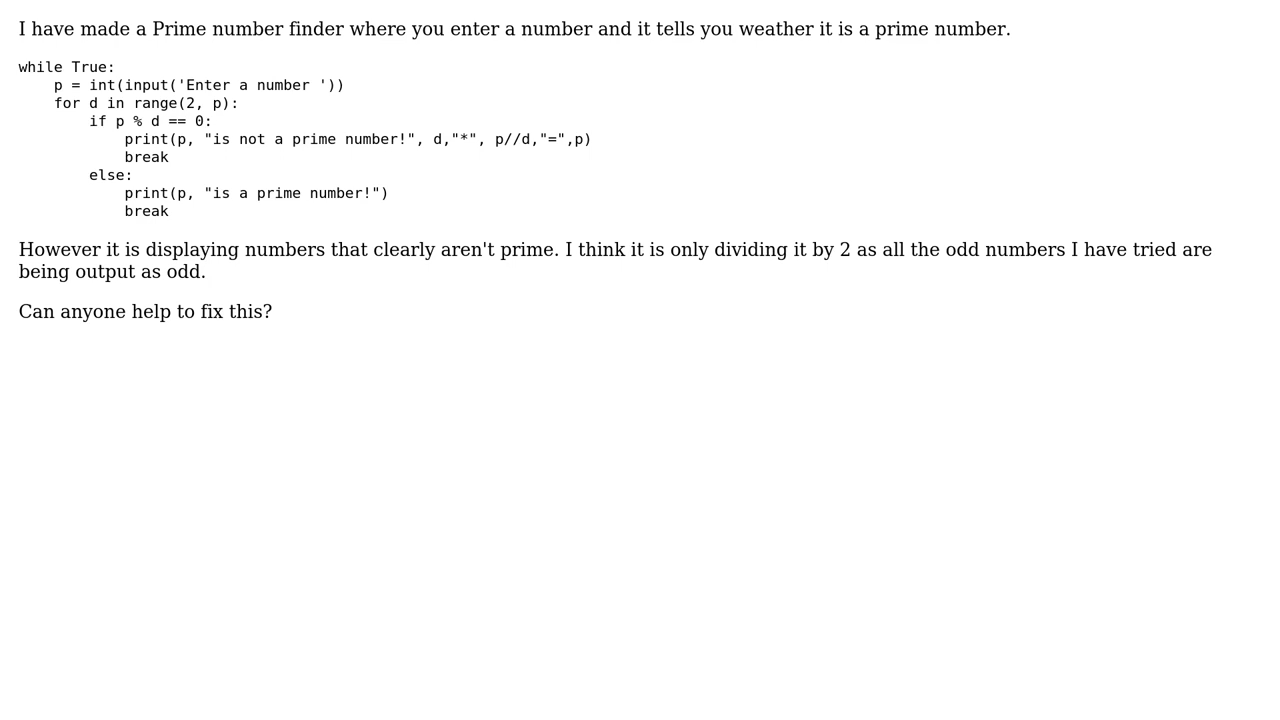 I have made a Prime number finder where you enter a number and it tells you weather it is a prime number.
while True:
    p = int(input('Enter a number '))
    for d in range(2, p):
        if p % d == 0:
            print(p, "is not a prime number!", d,"*", p//d,"=",p)
            break
        else:
            print(p, "is a prime number!")
            break
However it is displaying numbers that clearly aren't prime. I think it is only dividing it by 2 as all the odd numbers I have tried are
being output as odd.
Can anyone help to fix this?